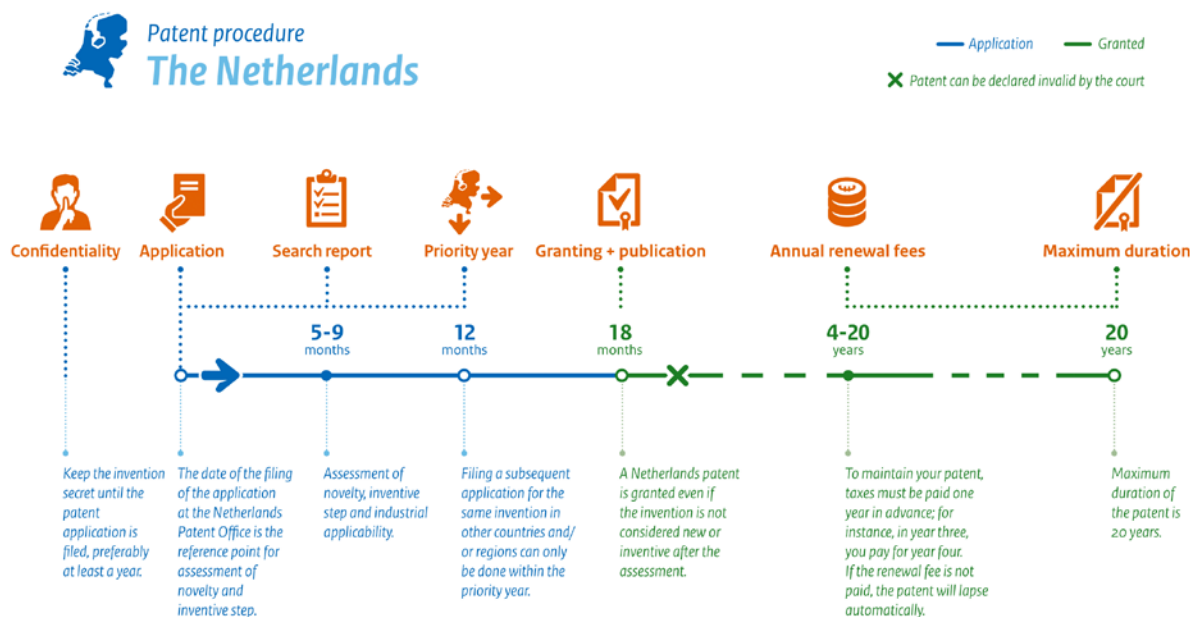 Patent procedure
The Netherlands
Application
Granted
Patent can be declared invalid by the court
Confidentiality
Application
Search report
Priority year
Granting + publication
Annual renewal fees
Maximum duration
5-9
months
12
months
18
months
4-20
years
20
years
Keep the invention
secret until the
patent
application is
filed, preferably
at least a year.
The date of the filing
of the application
at the Netherlands
Patent Office is the
reference point for
assessment of
novelty and
inventive step.
Assessment of
novelty, inventive
step and industrial
applicability.
Filing a subsequent
application for the
same invention in
other countries and/
or regions can only
be done within the
priority year.
A Netherlands patent
is granted even if
the invention is not
considered new or
inventive after the
assessment.
To maintain your patent,
taxes must be paid one
year in advance; for
instance, in year three,
you pay for year four.
If the renewal fee is not
paid, the patent will lapse
automatically.
Maximum
duration of
the patent is
20 years.